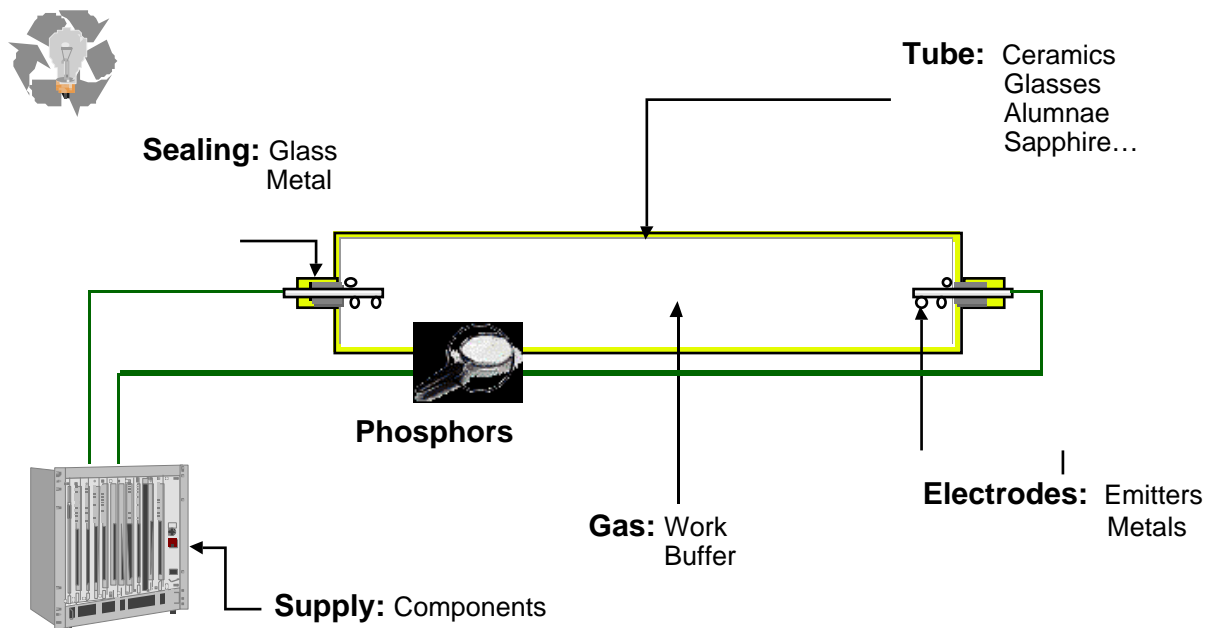 Tube: Ceramics
Glasses
Alumnae
Sapphire…
Sealing: Glass
Metal
Phosphors
Electrodes: Emitters
Metals
Gas: Work
Buffer
Supply: Components